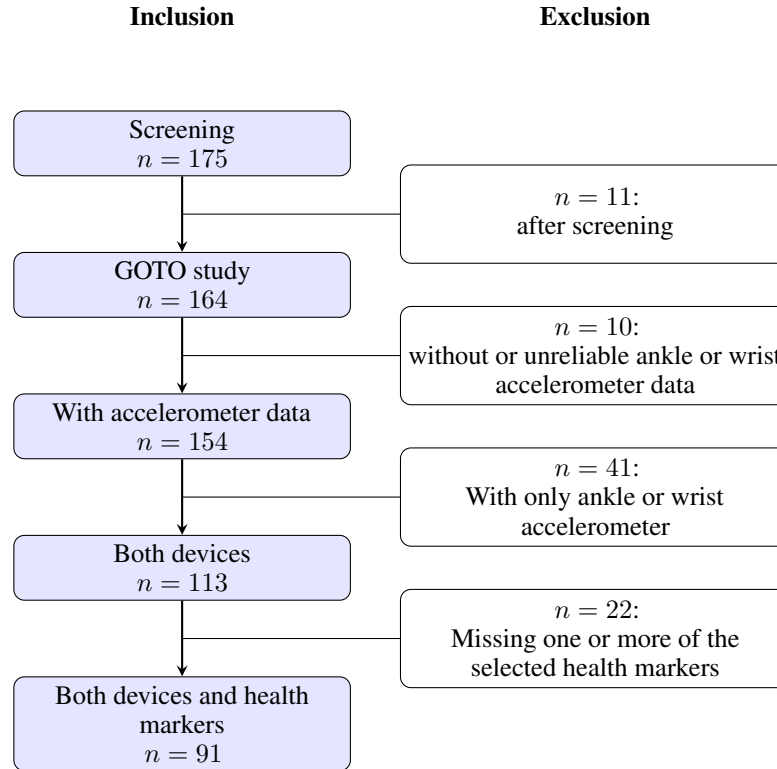 Inclusion
Exclusion
Screening
n = 175
n = 11:
after screening
GOTO study
n = 164
n = 10:
without or unreliable ankle or wrist
accelerometer data
With accelerometer data
n = 154
n = 41:
With only ankle or wrist
accelerometer
Both devices
n = 113
n = 22:
Missing one or more of the
selected health markers
Both devices and health
markers
n = 91